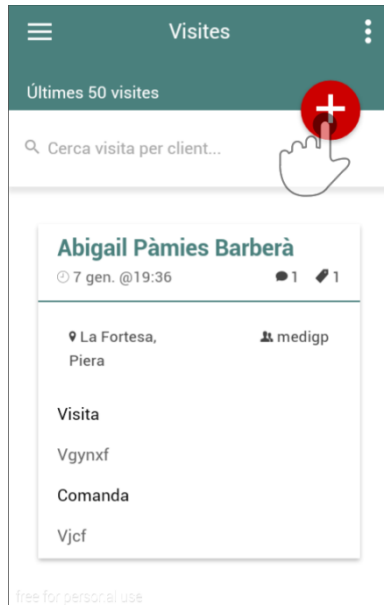 Visites
Últimes 50 visites
Cerca visita per client...
Abigail Pàmies Barberà
7 gen. @19:36 1 1
La Fortesa, medigp
Piera
Visita
Vgynxf
Comanda
Vjcf
free for personal use